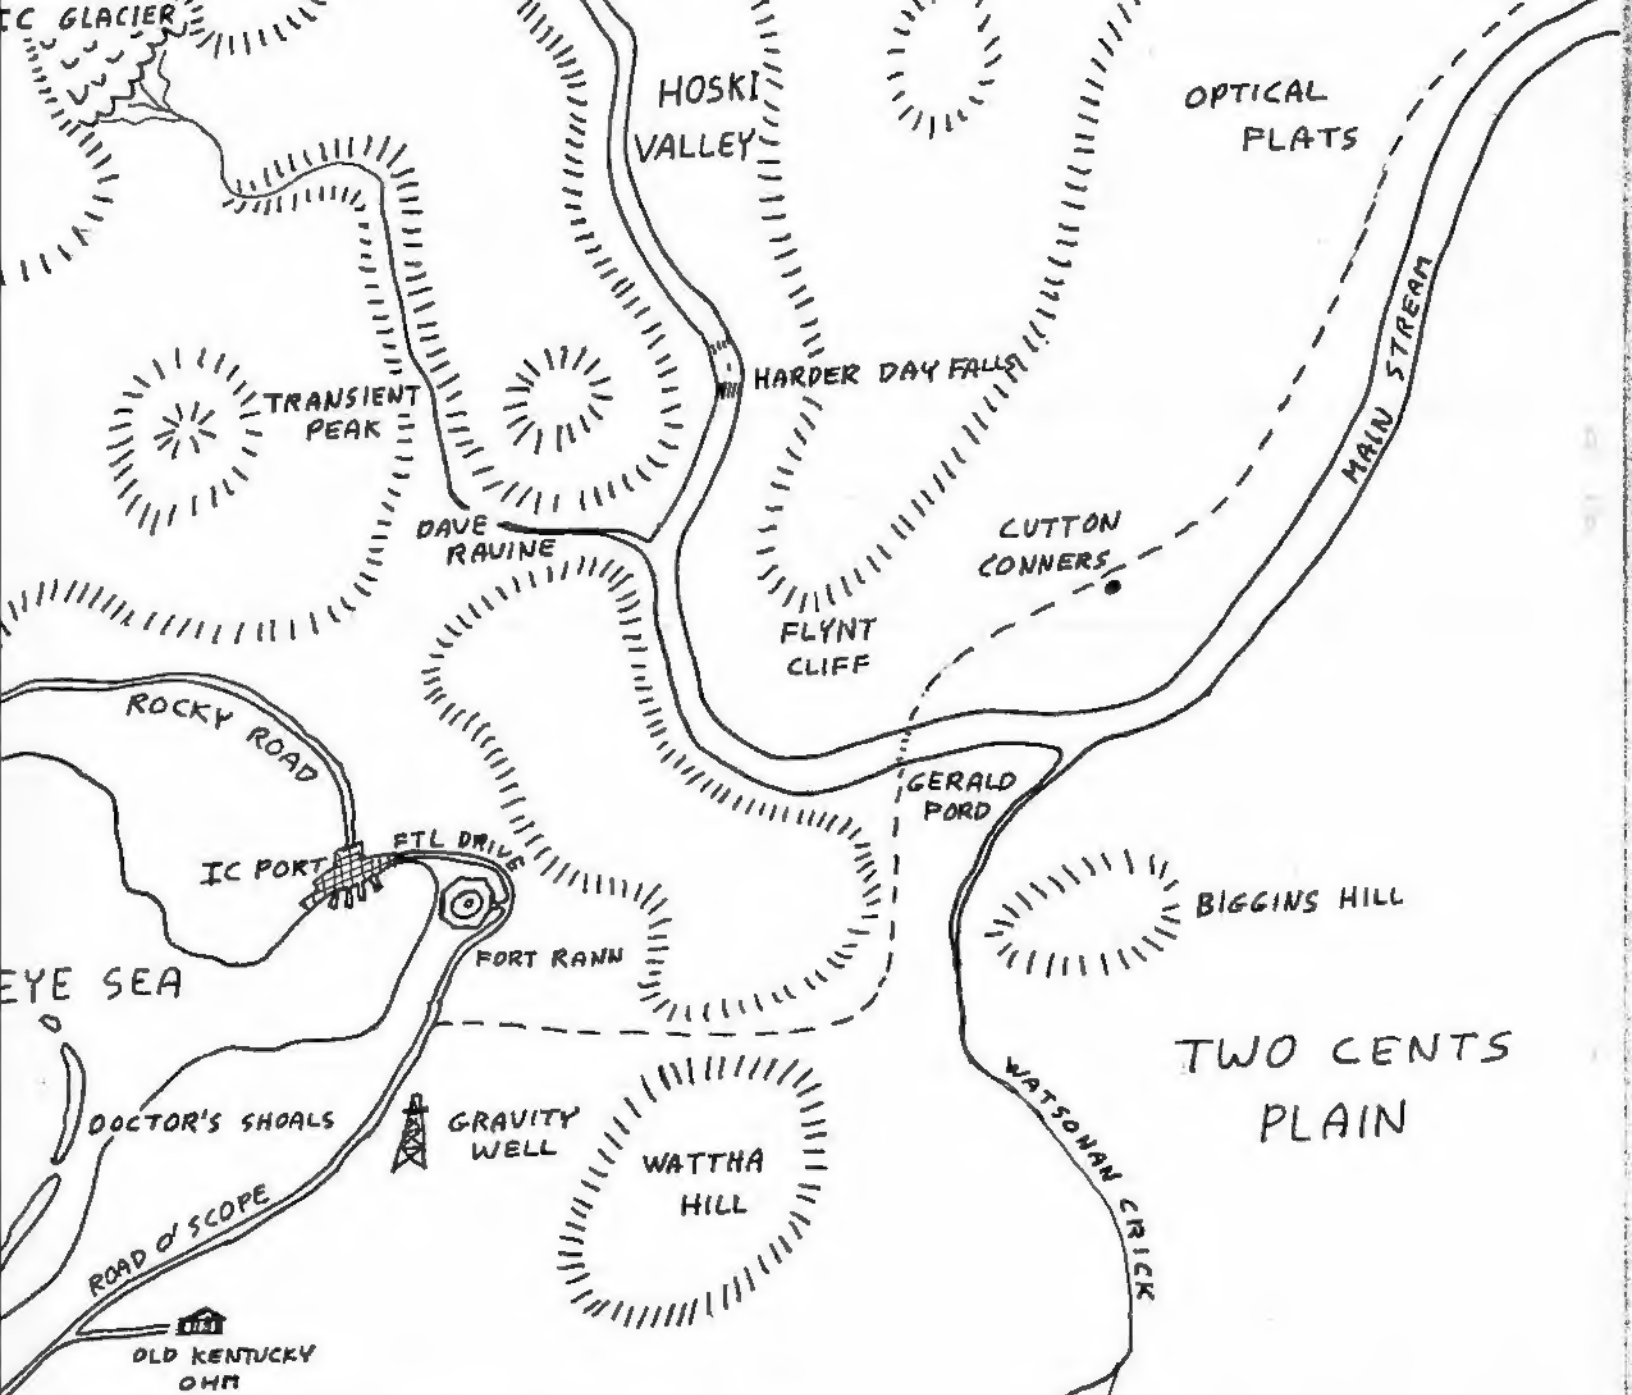 IC GLACIER
HOSKI
VALLEY
OPTICAL
FLATS
MAIN STREAM
HARDER DAY FALLS
TRANSIENT
PEAK
DAVE
RAVINE
CUTTON
CONNERS
FLYNT
CLIFF
ROCKY ROAD
GERALD
FORD
FTL DRIVE
IC PORT
BIGGINS HILL
FORT RANN
EYE SEA
TWO CENTS
PLAIN
WATSONAN CRICK
DOCTOR'S SHOALS
GRAVITY
WELL
WATTHA
HILL
ROAD O' SCOPE
OLD KENTUCKY
OHM